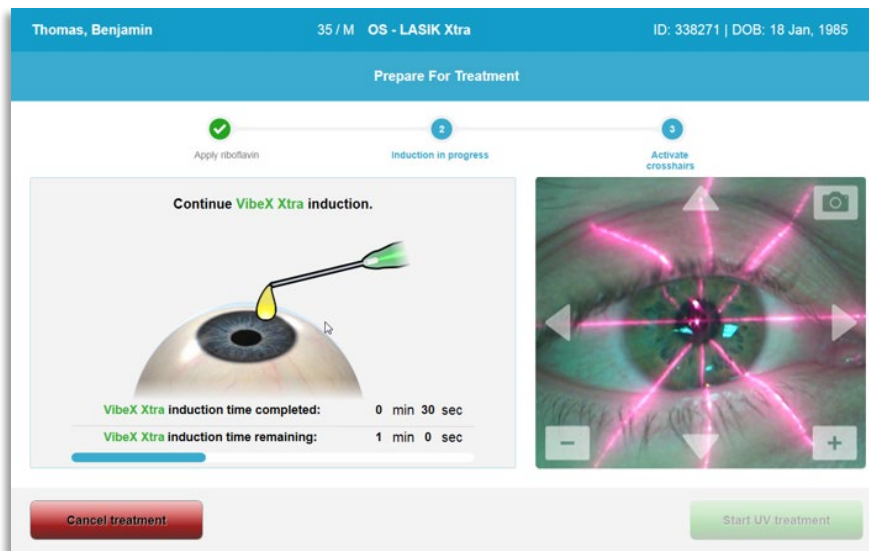 Thomas, Benjamin 35 / M OS - LASIK Xtra ID: 338271 | DOB: 18 Jan, 1985
Prepare For Treatment
2 3
Apply riboflavin Induction in progress Activate
crosshairs
Continue VibeX Xtra induction.
VibeX Xtra induction time completed: 0 min 30 sec
VibeX Xtra induction time remaining: 1 min 0 sec
- +
Cancel treatment Start UV treatment